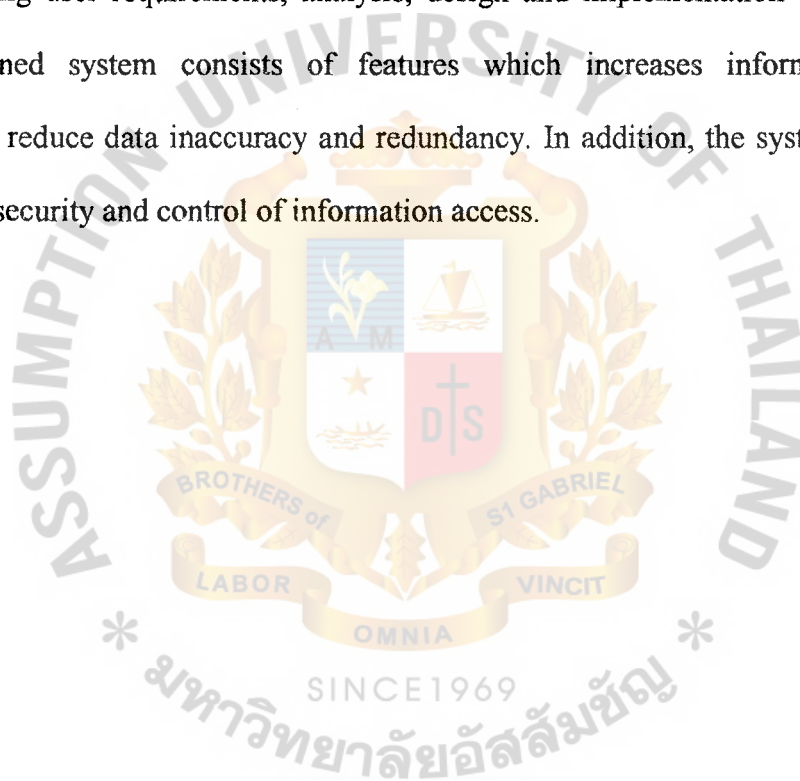 user requirements, analysis, design and implementation
system consists of features which increases
reduce data inaccuracy and redundancy. In addition, the
security and control of information access.
ASSUMPTION UNIVERSITY OF THAILAND
A M
D S
BROTHERS of S1 GABRIEL
LABOR VINCIT
OMNIA
SINCE1969
* มหาวิทยาลัยอัสสัมชัญ *